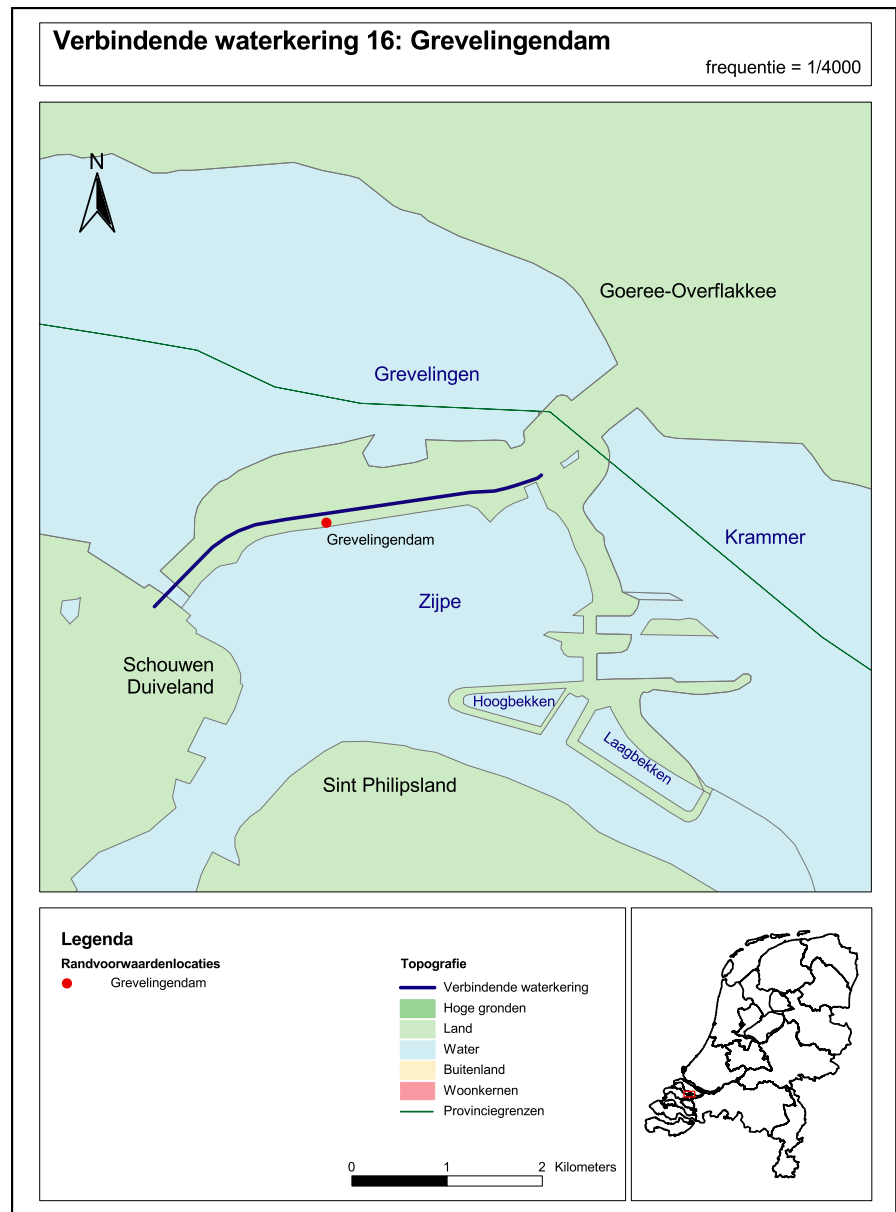 Verbindende waterkering 16: Grevelingendam
frequentie = 1/4000
N
Goeree-Overflakkee
Grevelingen
Krammer
Grevelingendam
Zijpe
Schouwen
Duiveland
Hoogbekken
Laagbekken
Sint Philipsland
Legenda
Randvoorwaardenlocaties
Grevelingendam
Topografie
Verbindende waterkering
Hoge gronden
Land
Water
Buitenland
Woonkernen
Provinciegrenzen
0 1 2 Kilometers